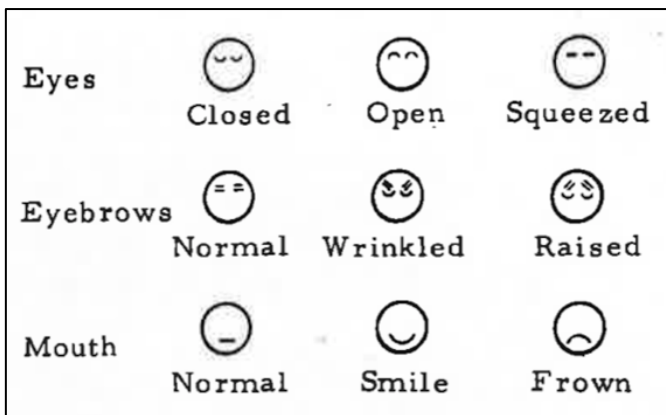 Eyes
Closed Open Squeezed
Eyebrows
Normal Wrinkled Raised
Mouth
Normal Smile Frown